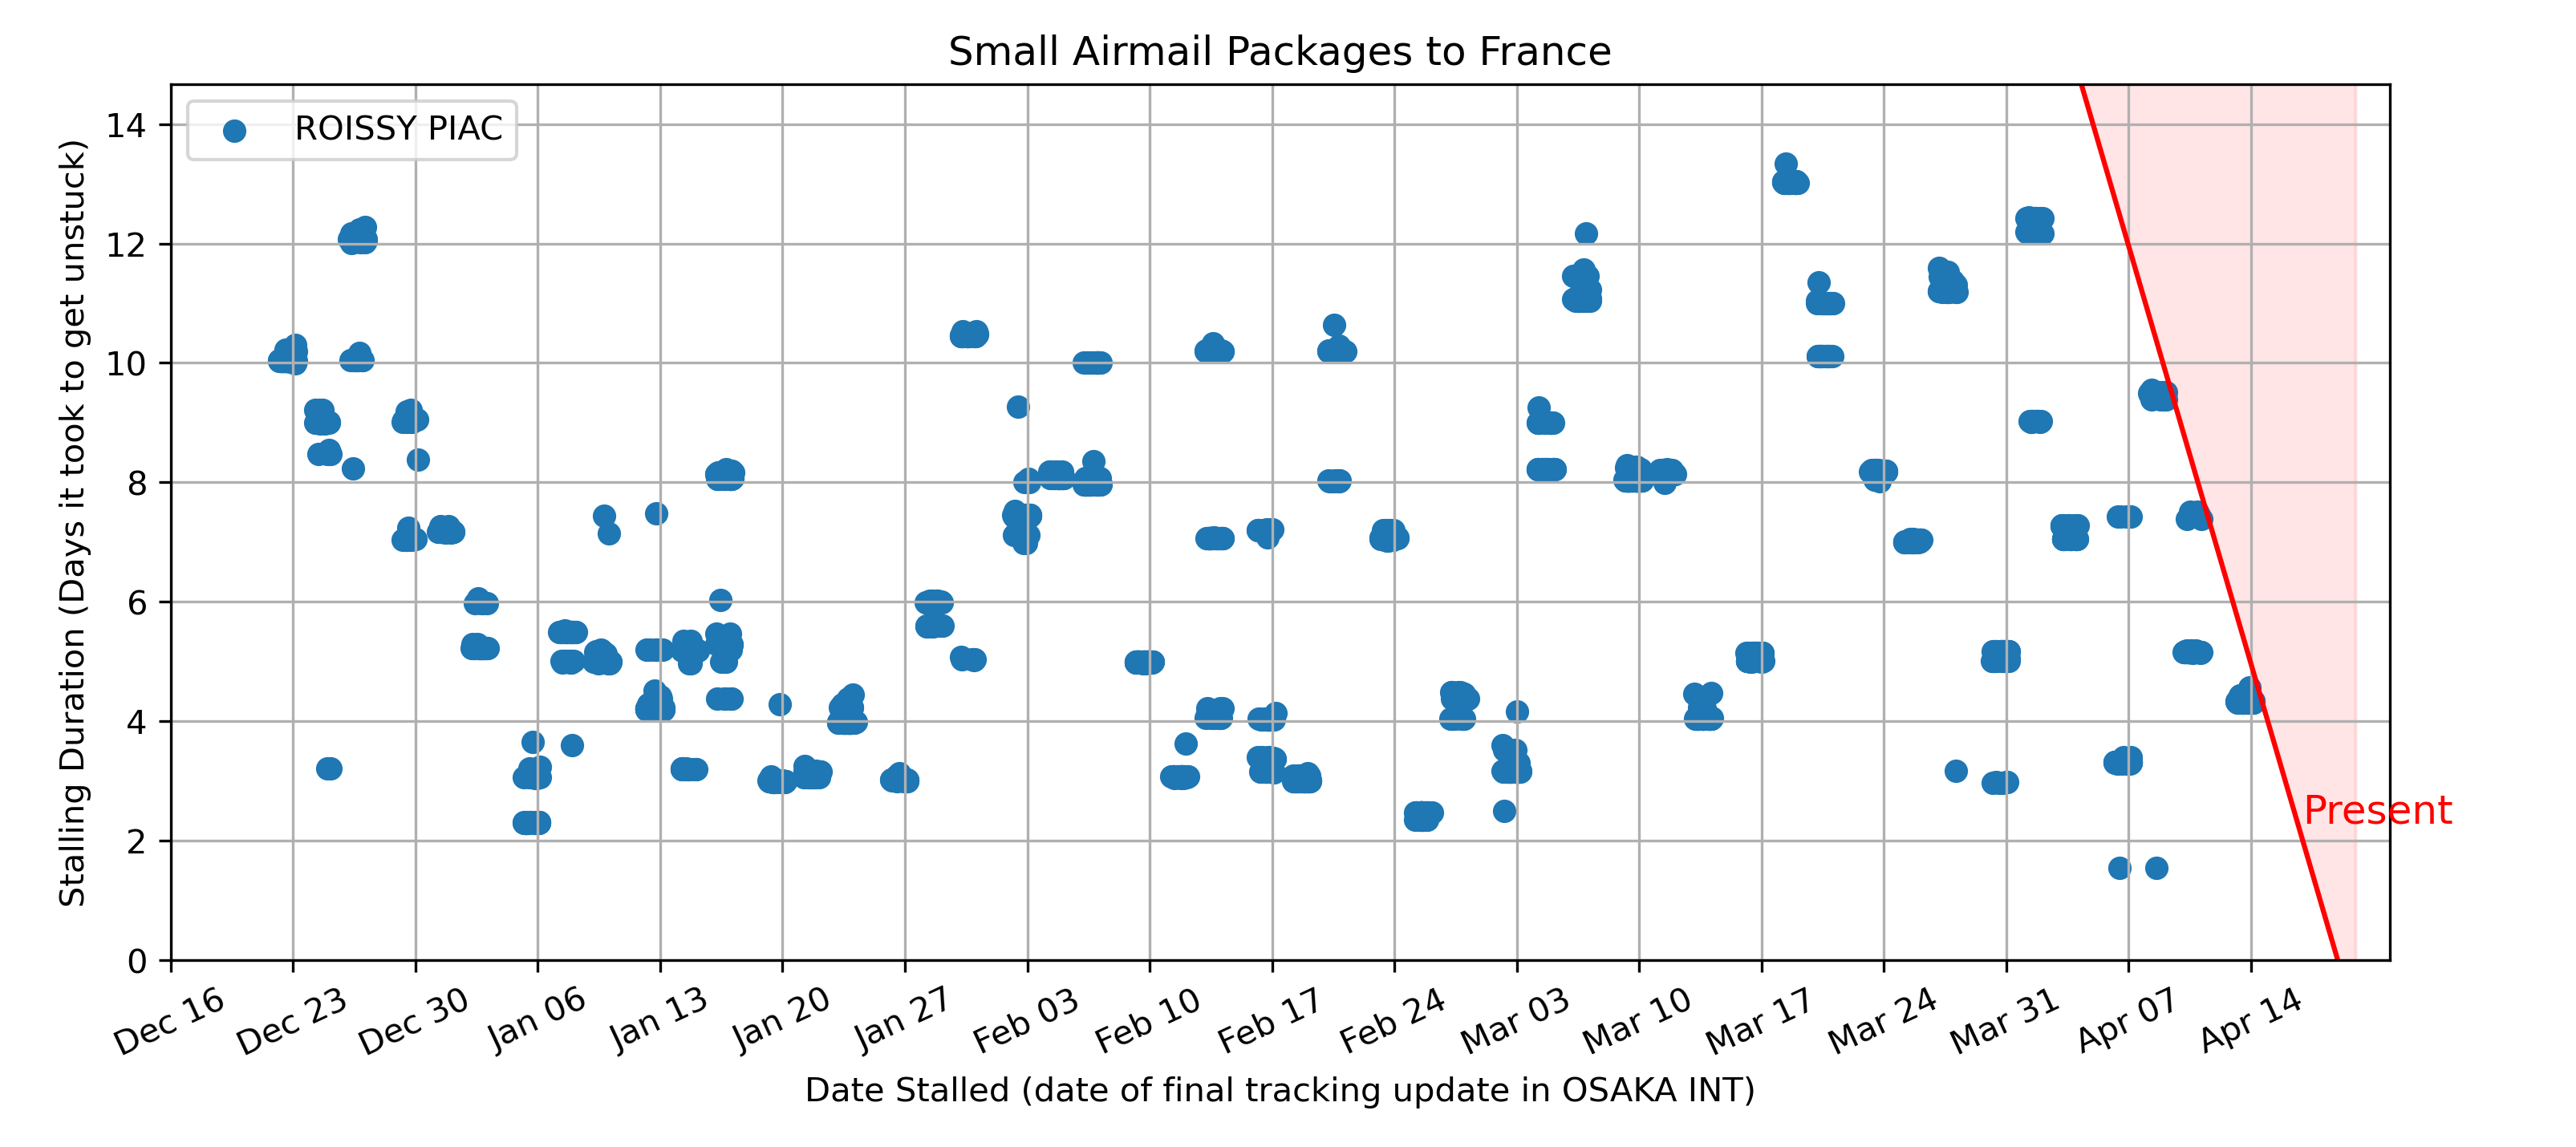 Small Airmail Packages to France
ROISSY PIAC
Stalling Duration (Days it took to get unstuck)
14
12
10
8
6
4
2
0
Present
Dec 16
Dec 23
Dec 30
Jan 06
Jan 13
Jan 20
Jan 27
Feb 03
Feb 10
Feb 17
Feb 24
Mar 03
Mar 10
Mar 17
Mar 24
Mar 31
Apr 07
Apr 14
Date Stalled (date of final tracking update in OSAKA INT)